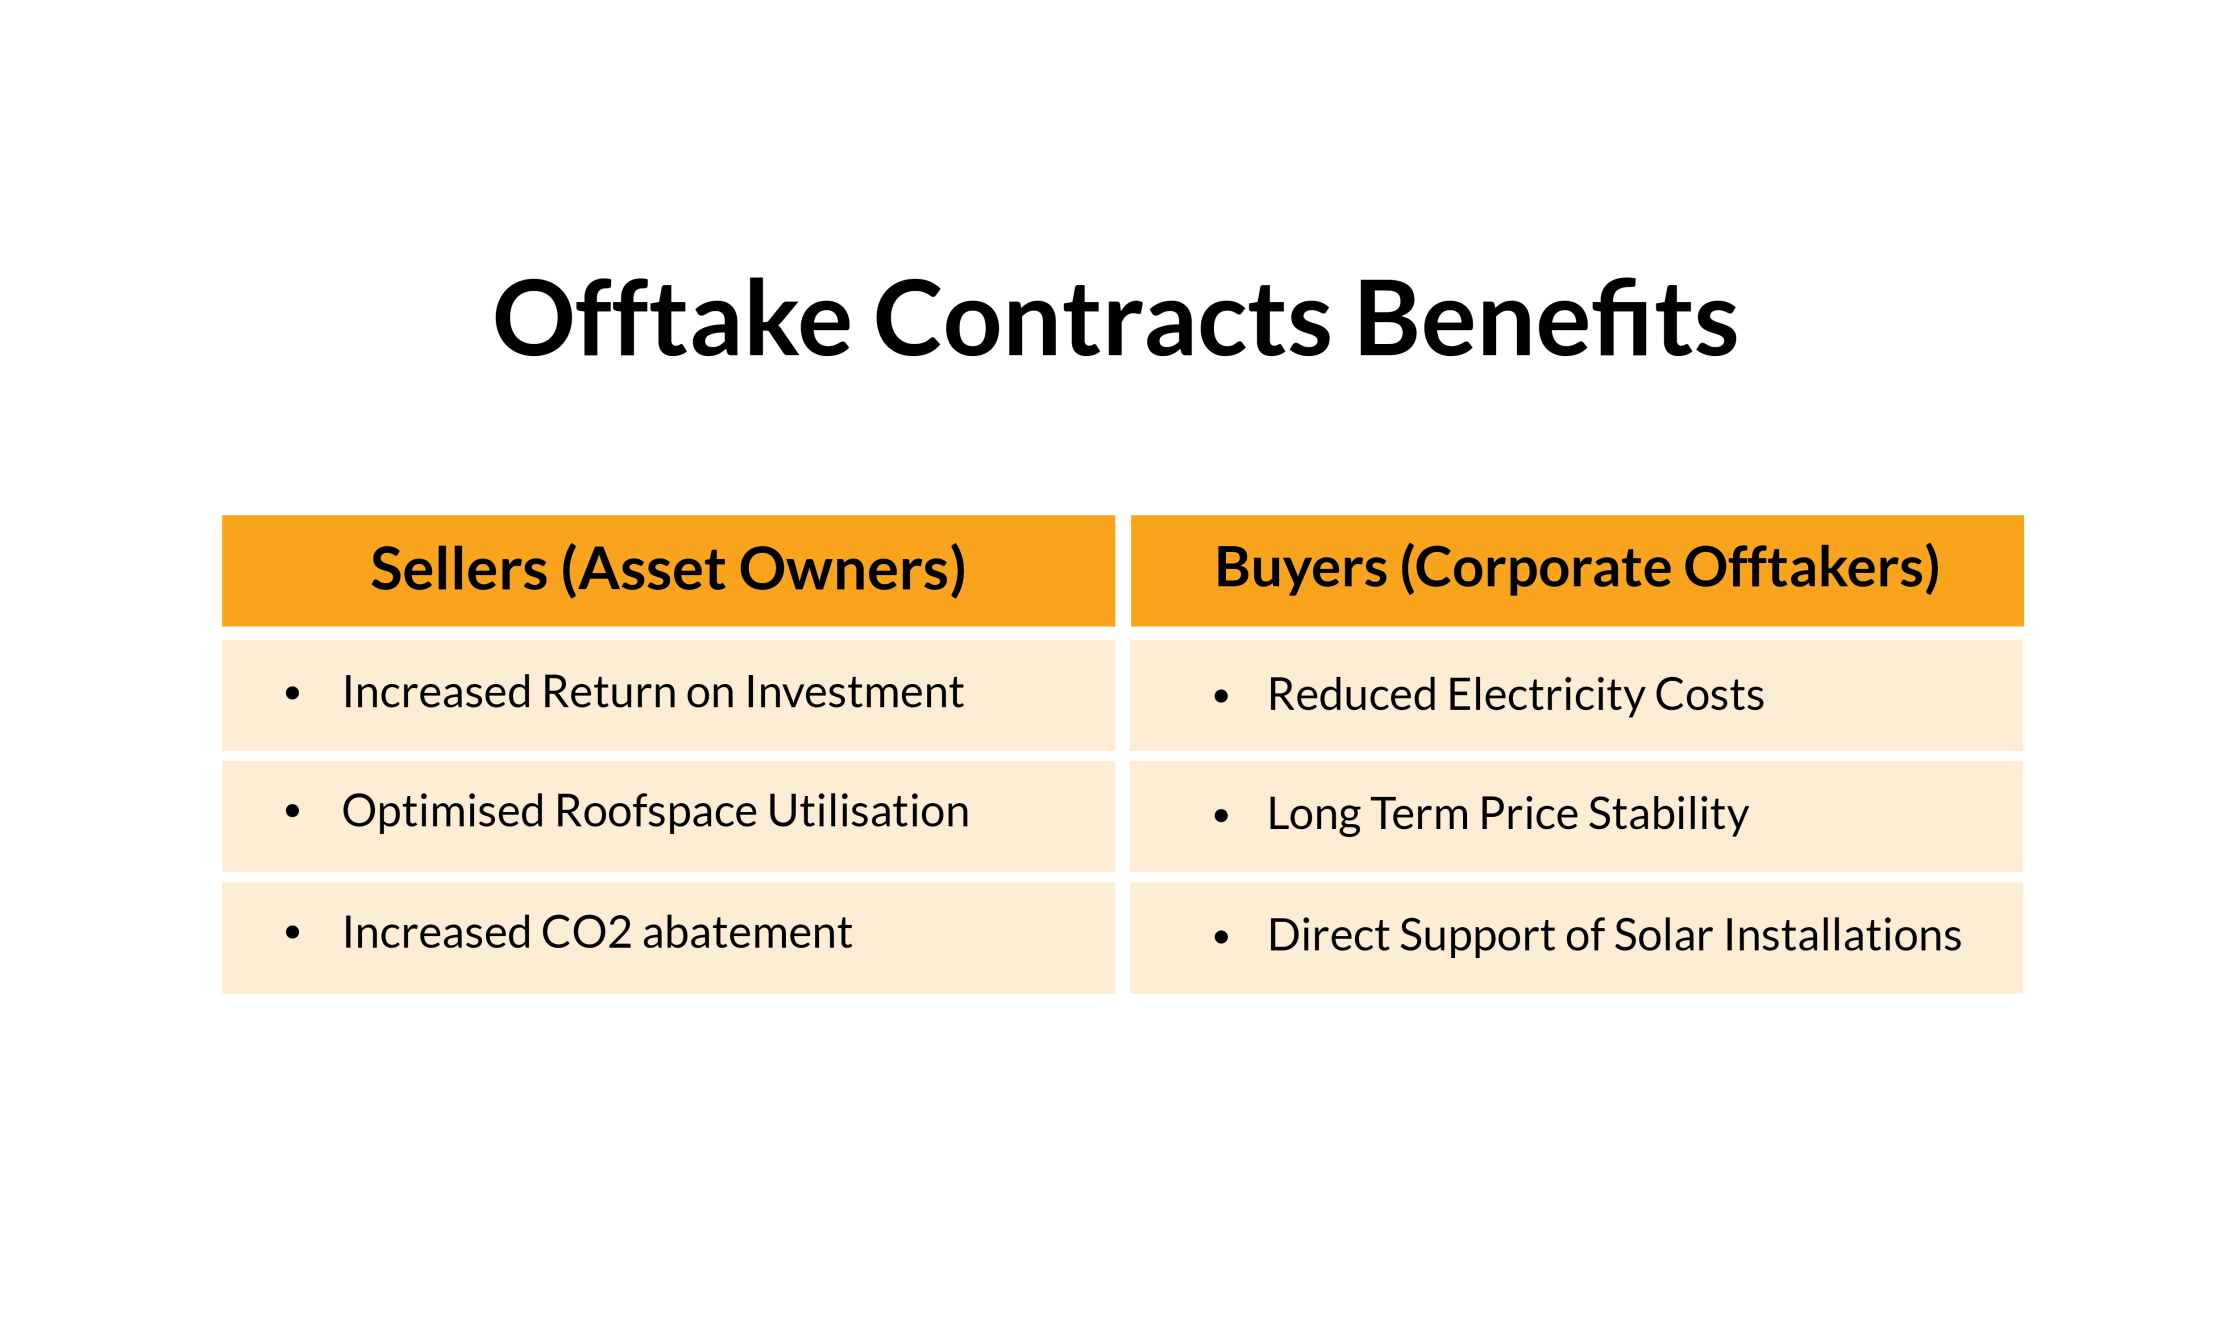 Offtake Contracts Benefits
Sellers (Asset Owners)
Buyers (Corporate Offtakers)
• Increased Return on Investment
• Reduced Electricity Costs
• Optimised Roofspace Utilisation
• Long Term Price Stability
• Increased CO2 abatement
• Direct Support of Solar Installations